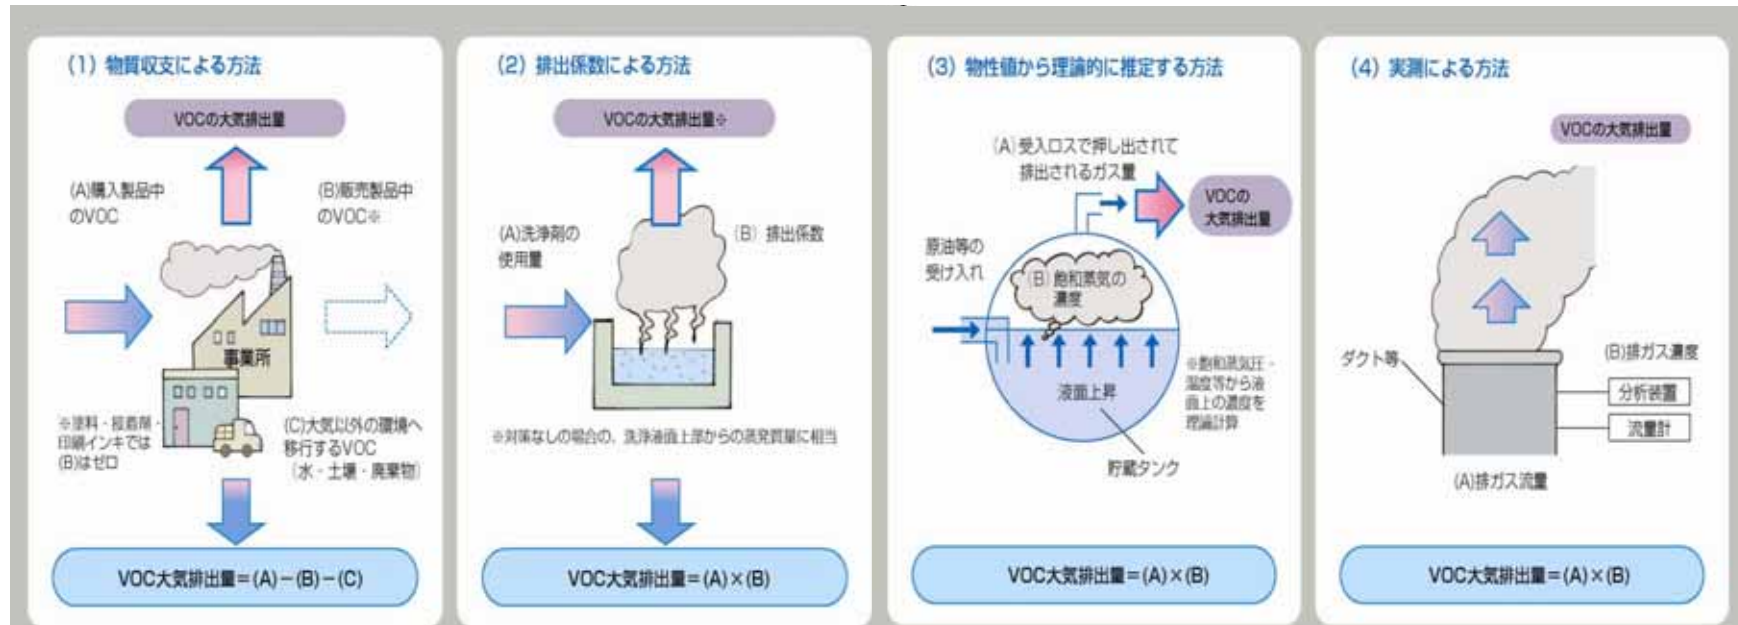 (1) 物質収支による方法
VOCの大気排出量
(A)購入製品中
のVOC
(B)販売製品中
のVOC※
事業所
※塗料・接着剤・
印刷インキでは
(B)はゼロ
(C)大気以外の環境へ
移行するVOC
(水・土壌・廃棄物)
VOC大気排出量=(A)−(B)−(C)
(2) 排出係数による方法
VOCの大気排出量※
(A)洗浄剤の
使用量
(B) 排出係数
※対策なしの場合の、洗浄液面上部からの蒸発質量に相当
VOC大気排出量=(A)×(B)
(3) 物性値から理論的に推定する方法
(A)受入ロスで押し出されて
排出されるガス量
VOCの
大気排出量
原油等の
受け入れ
(B) 飽和蒸気の
濃度
液面上昇
※飽和蒸気圧・
温度等から液
面上の濃度を
理論計算
貯蔵タンク
VOC大気排出量=(A)×(B)
(4) 実測による方法
VOCの大気排出量
ダクト等
(B)排ガス濃度
分析装置
流量計
(A)排ガス流量
VOC大気排出量=(A)×(B)